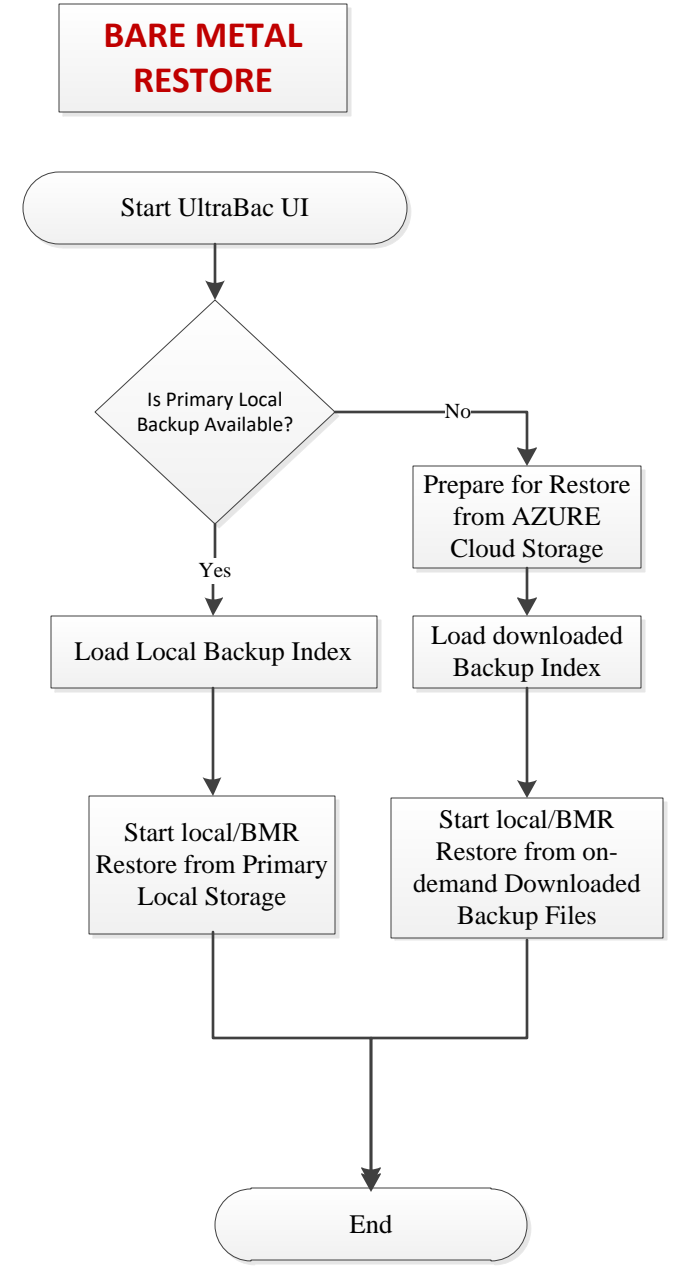 BARE METAL
RESTORE
Start UltraBac UI
Is Primary Local
Backup Available?
No
Prepare for Restore
from AZURE
Cloud Storage
Yes
Load Local Backup Index
Load downloaded
Backup Index
Start local/BMR
Restore from Primary
Local Storage
Start local/BMR
Restore from on-
demand Downloaded
Backup Files
End